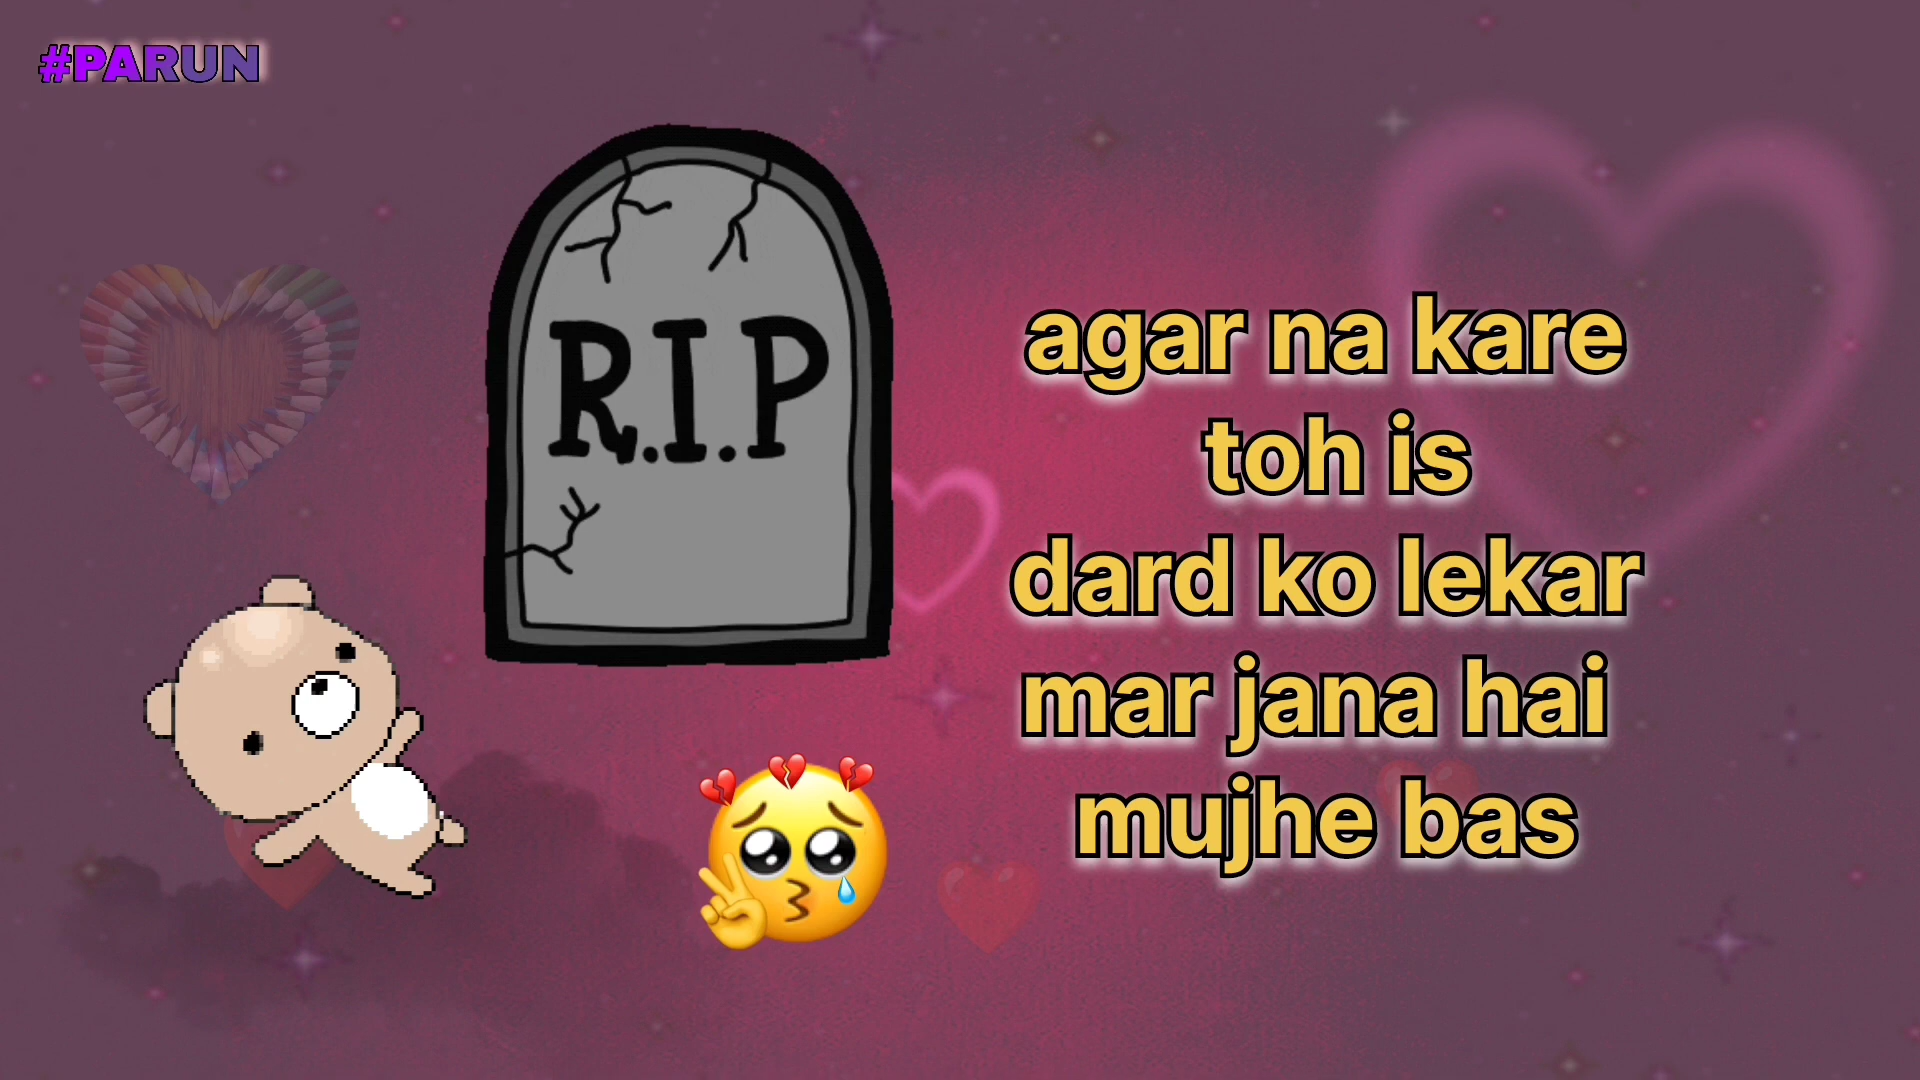 #PARUN
R.I.P
agar na kare
toh is
dard ko lekar
mar jana hai
mujhe bas